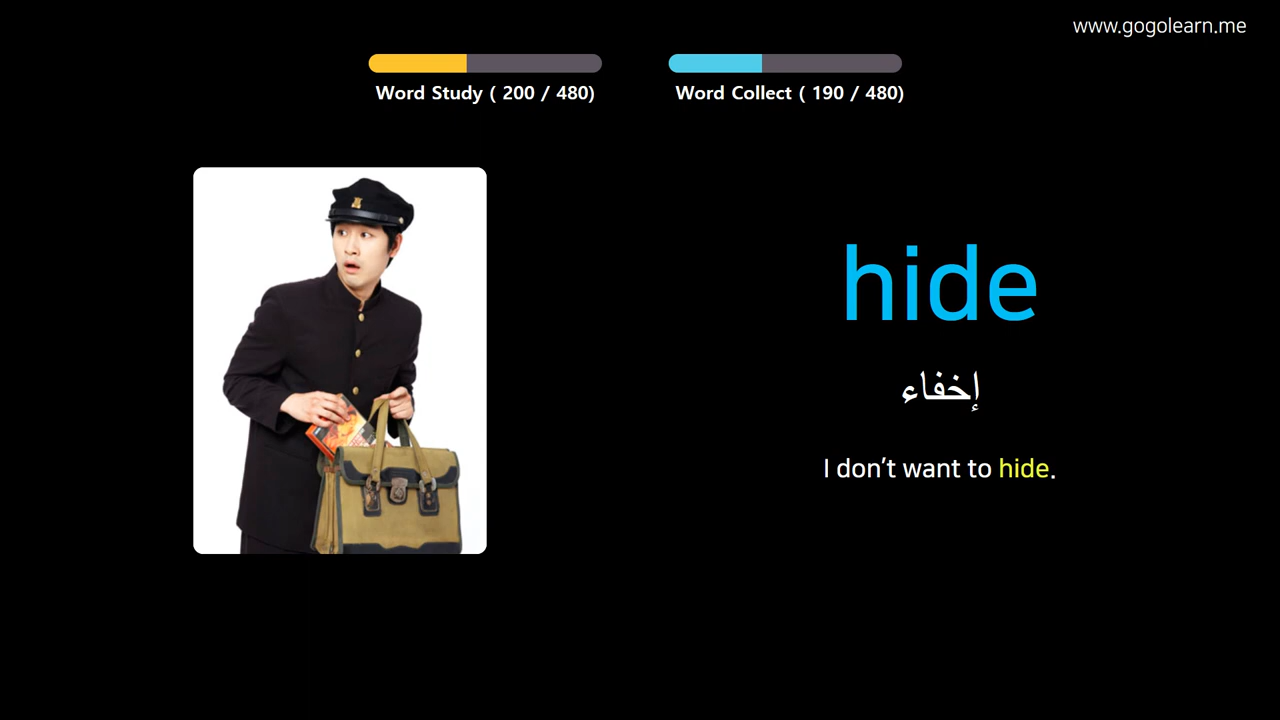 www.gogolearn.me
Word Study ( 200 / 480)
Word Collect ( 190 / 480)
hide
إخفاء
I don’t want to hide.